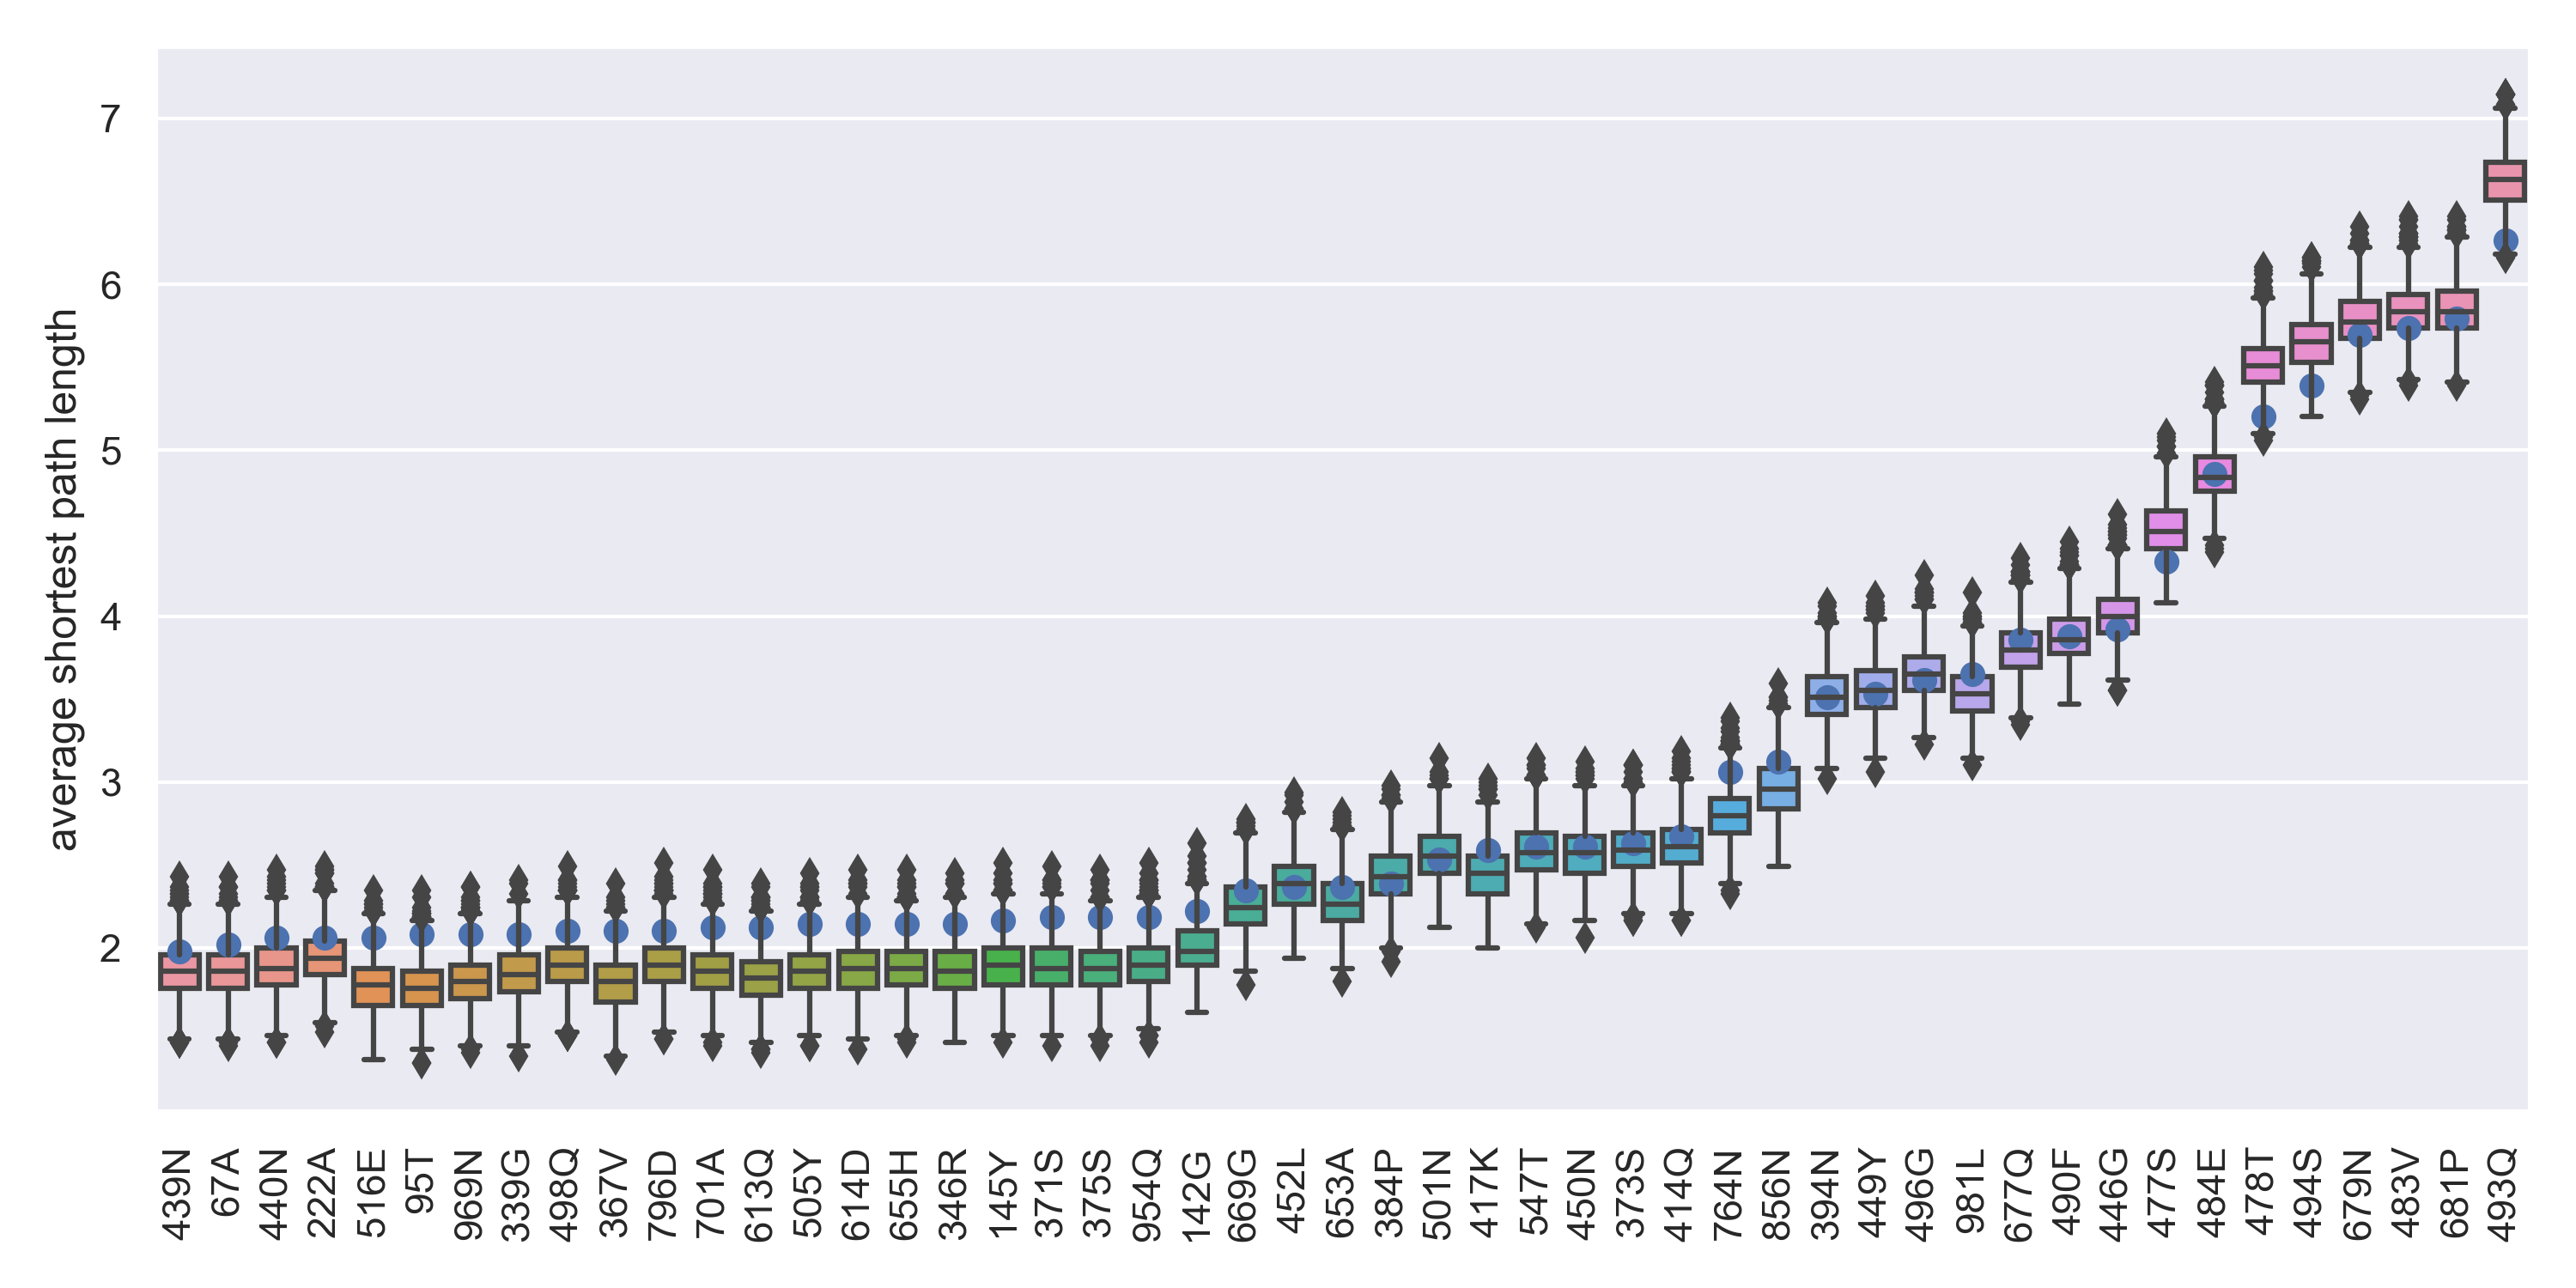 average shortest path length
7
6
5
4
3
2
439N
67A
440N
222A
516E
95T
969N
339G
498Q
367V
796D
701A
613Q
505Y
614D
655H
346R
145Y
371S
375S
954Q
142G
669G
452L
653A
384P
501N
417K
547T
450N
373S
414Q
764N
856N
394N
449Y
496G
981L
677Q
490F
446G
477S
484E
478T
494S
679N
483V
681P
493Q